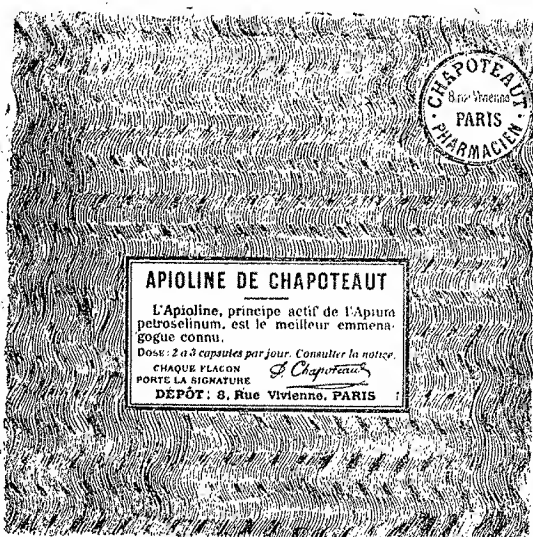 CHAPOTEAUT
8, rue Vivienne
PARIS
PHARMACIEN
APIOLINE DE CHAPOTEAUT
L'Apioline, principe actif de l'Apium
petroselinum, est le meilleur emmena-
gogue connu.
DOSE: 2 à 3 capsules par jour. Consulter la notice.
CHAQUE FLACON
PORTE LA SIGNATURE
P. Chapoteaut
DÉPÔT: 8, Rue Vivienne, PARIS